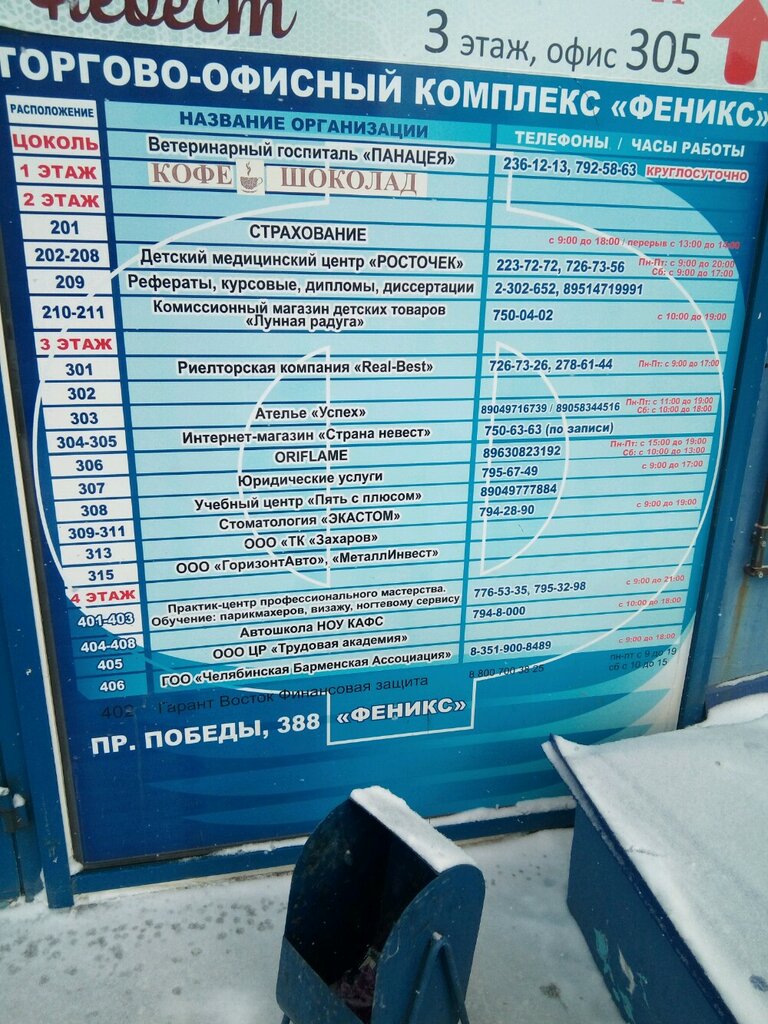 Невест
3 этаж, офис 305
ТОРГОВО-ОФИСНЫЙ КОМПЛЕКС «ФЕНИКС»
РАСПОЛОЖЕНИЕ НАЗВАНИЕ ОРГАНИЗАЦИИ ТЕЛЕФОНЫ / ЧАСЫ РАБОТЫ
ЦОКОЛЬ Ветеринарный госпиталь «ПАНАЦЕЯ» 236-12-13, 792-58-63 КРУГЛОСУТОЧНО
1 ЭТАЖ КОФЕ ШОКОЛАД
2 ЭТАЖ
201 СТРАХОВАНИЕ с 9:00 до 18:00 / перерыв с 13:00 до 14:00
202-208 Детский медицинский центр «РОСТОЧЕК» 223-72-72, 726-73-56 Пн-Пт: с 9:00 до 20:00
Сб: с 9:00 до 17:00
209 Рефераты, курсовые, дипломы, диссертации 2-302-652, 89514719991
210-211 Комиссионный магазин детских товаров
«Лунная радуга» 750-04-02 с 10:00 до 19:00
3 ЭТАЖ
301 Риелторская компания «Real-Best» 726-73-26, 278-61-44 Пн-Пт: с 9:00 до 17:00
302
303 Ателье «Успех» 89049716739 / 89058344516 Пн-Пт: с 11:00 до 19:00
Сб: с 10:00 до 18:00
304-305 Интернет-магазин «Страна невест» 750-63-63 (по записи)
306 ORIFLAME 89630823192 Пн-Пт: с 15:00 до 19:00
Сб: с 10:00 до 13:00
307 Юридические услуги 795-67-49 с 9:00 до 17:00
308 Учебный центр «Пять с плюсом» 89049777884
309-311 Стоматология «ЭКАСТОМ» 794-28-90 с 9:00 до 19:00
313 ООО «ТК «Захаров»
315 ООО «ГоризонтАвто», «МеталлИнвест»
4 ЭТАЖ
401-403 Практик-центр профессионального мастерства.
Обучение: парикмахеров, визажу, ногтевому сервису 776-53-35, 795-32-98 с 9:00 до 21:00
404-408 Автошкола НОУ КАФС 794-8-000 с 10:00 до 18:00
405 ООО ЦР «Трудовая академия»
406 ГОО «Челябинская Барменская Ассоциация» 8-351-900-8489 с 9:00 до 18:00
402 Гарант Восток Финансовая защита 8 800 700 38 25 пн-пт с 9 до 19
сб с 10 до 15
ПР. ПОБЕДЫ, 388 «ФЕНИКС»